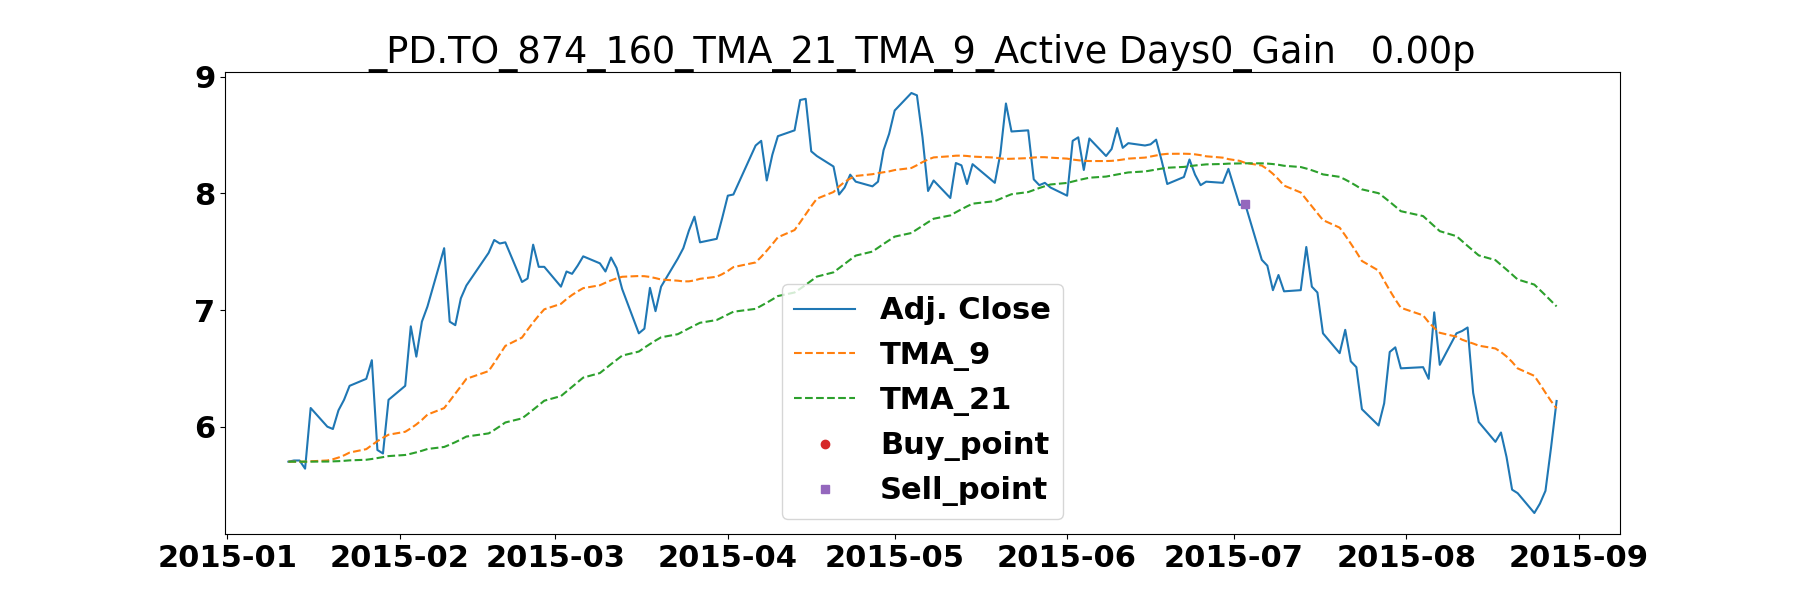 _PD.TO_874_160_TMA_21_TMA_9_Active Days0_Gain   0.00p
9
8
7
6
Adj. Close
TMA_9
TMA_21
Buy_point
Sell_point
2015-01 2015-02 2015-03 2015-04 2015-05 2015-06 2015-07 2015-08 2015-09